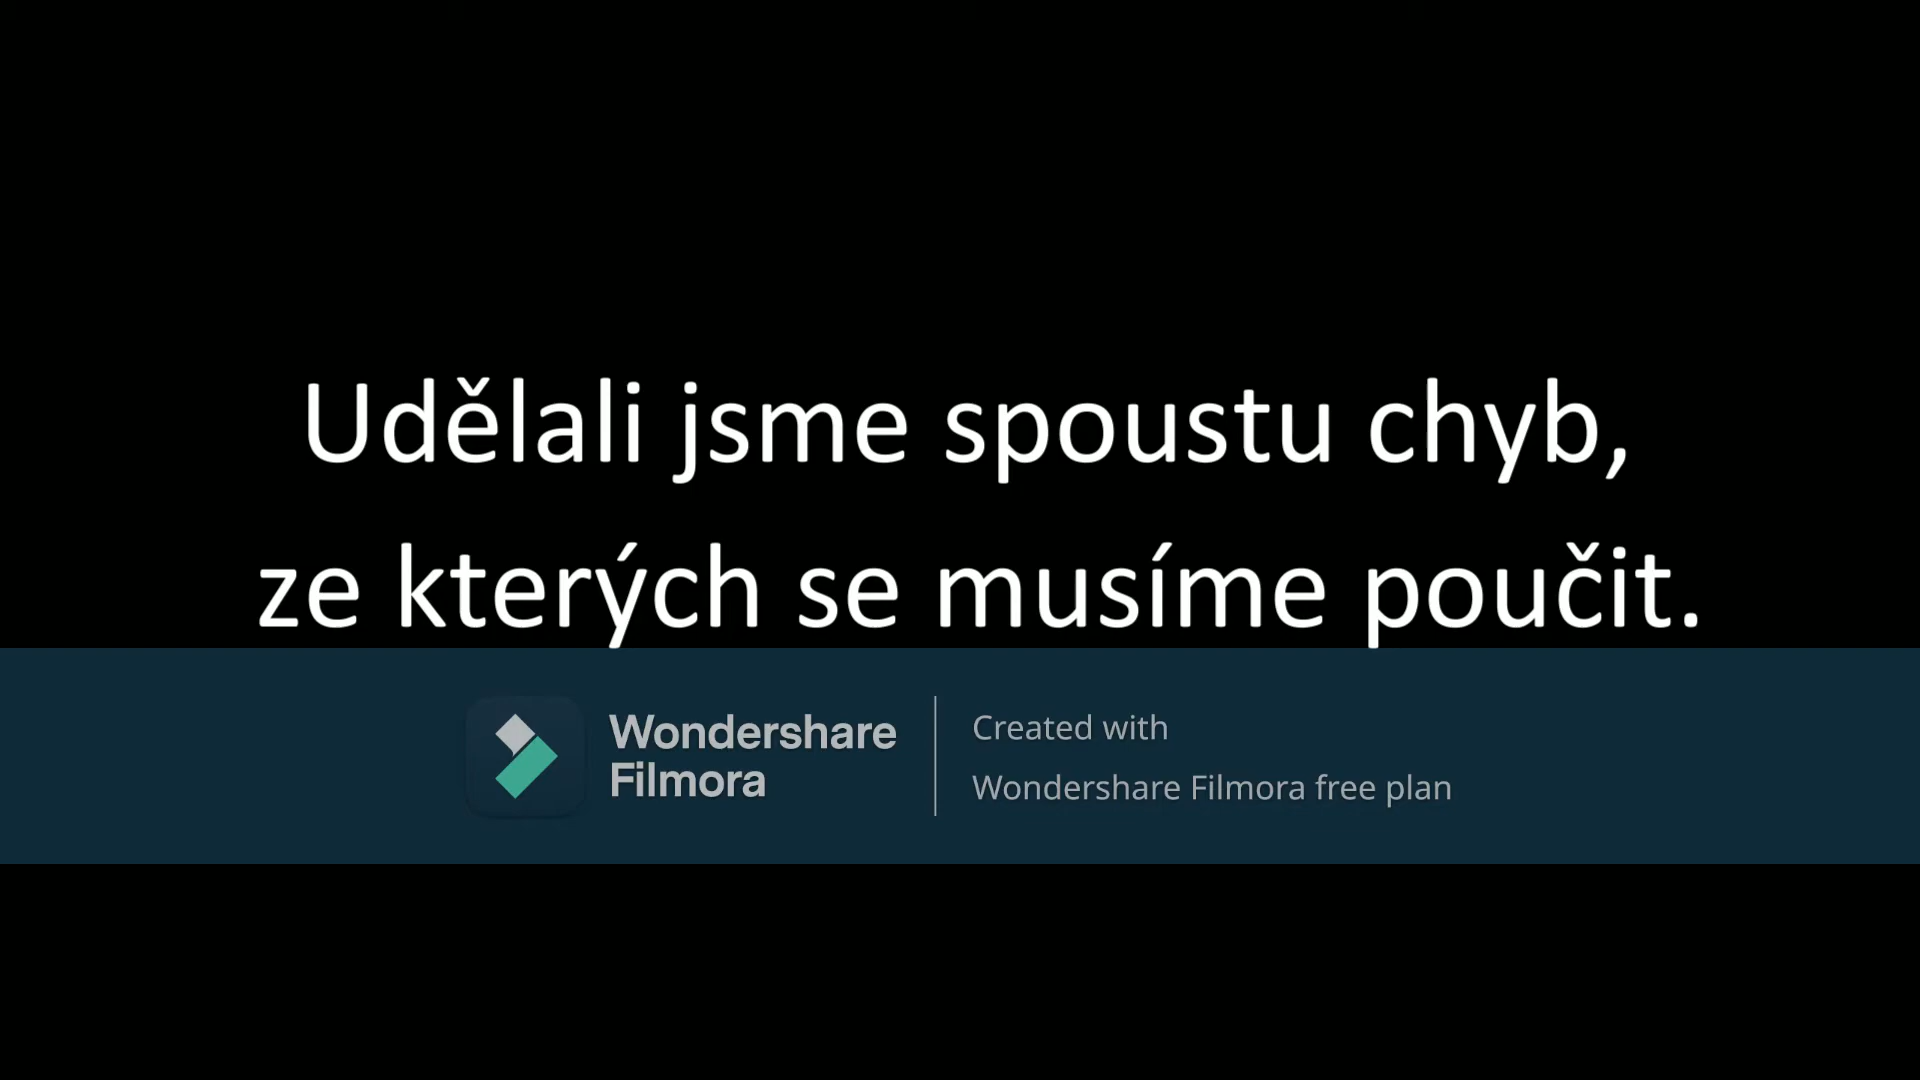 Udělali jsme spoustu chyb,
ze kterých se musíme poučit.
Wondershare
Filmora
Created with
Wondershare Filmora free plan